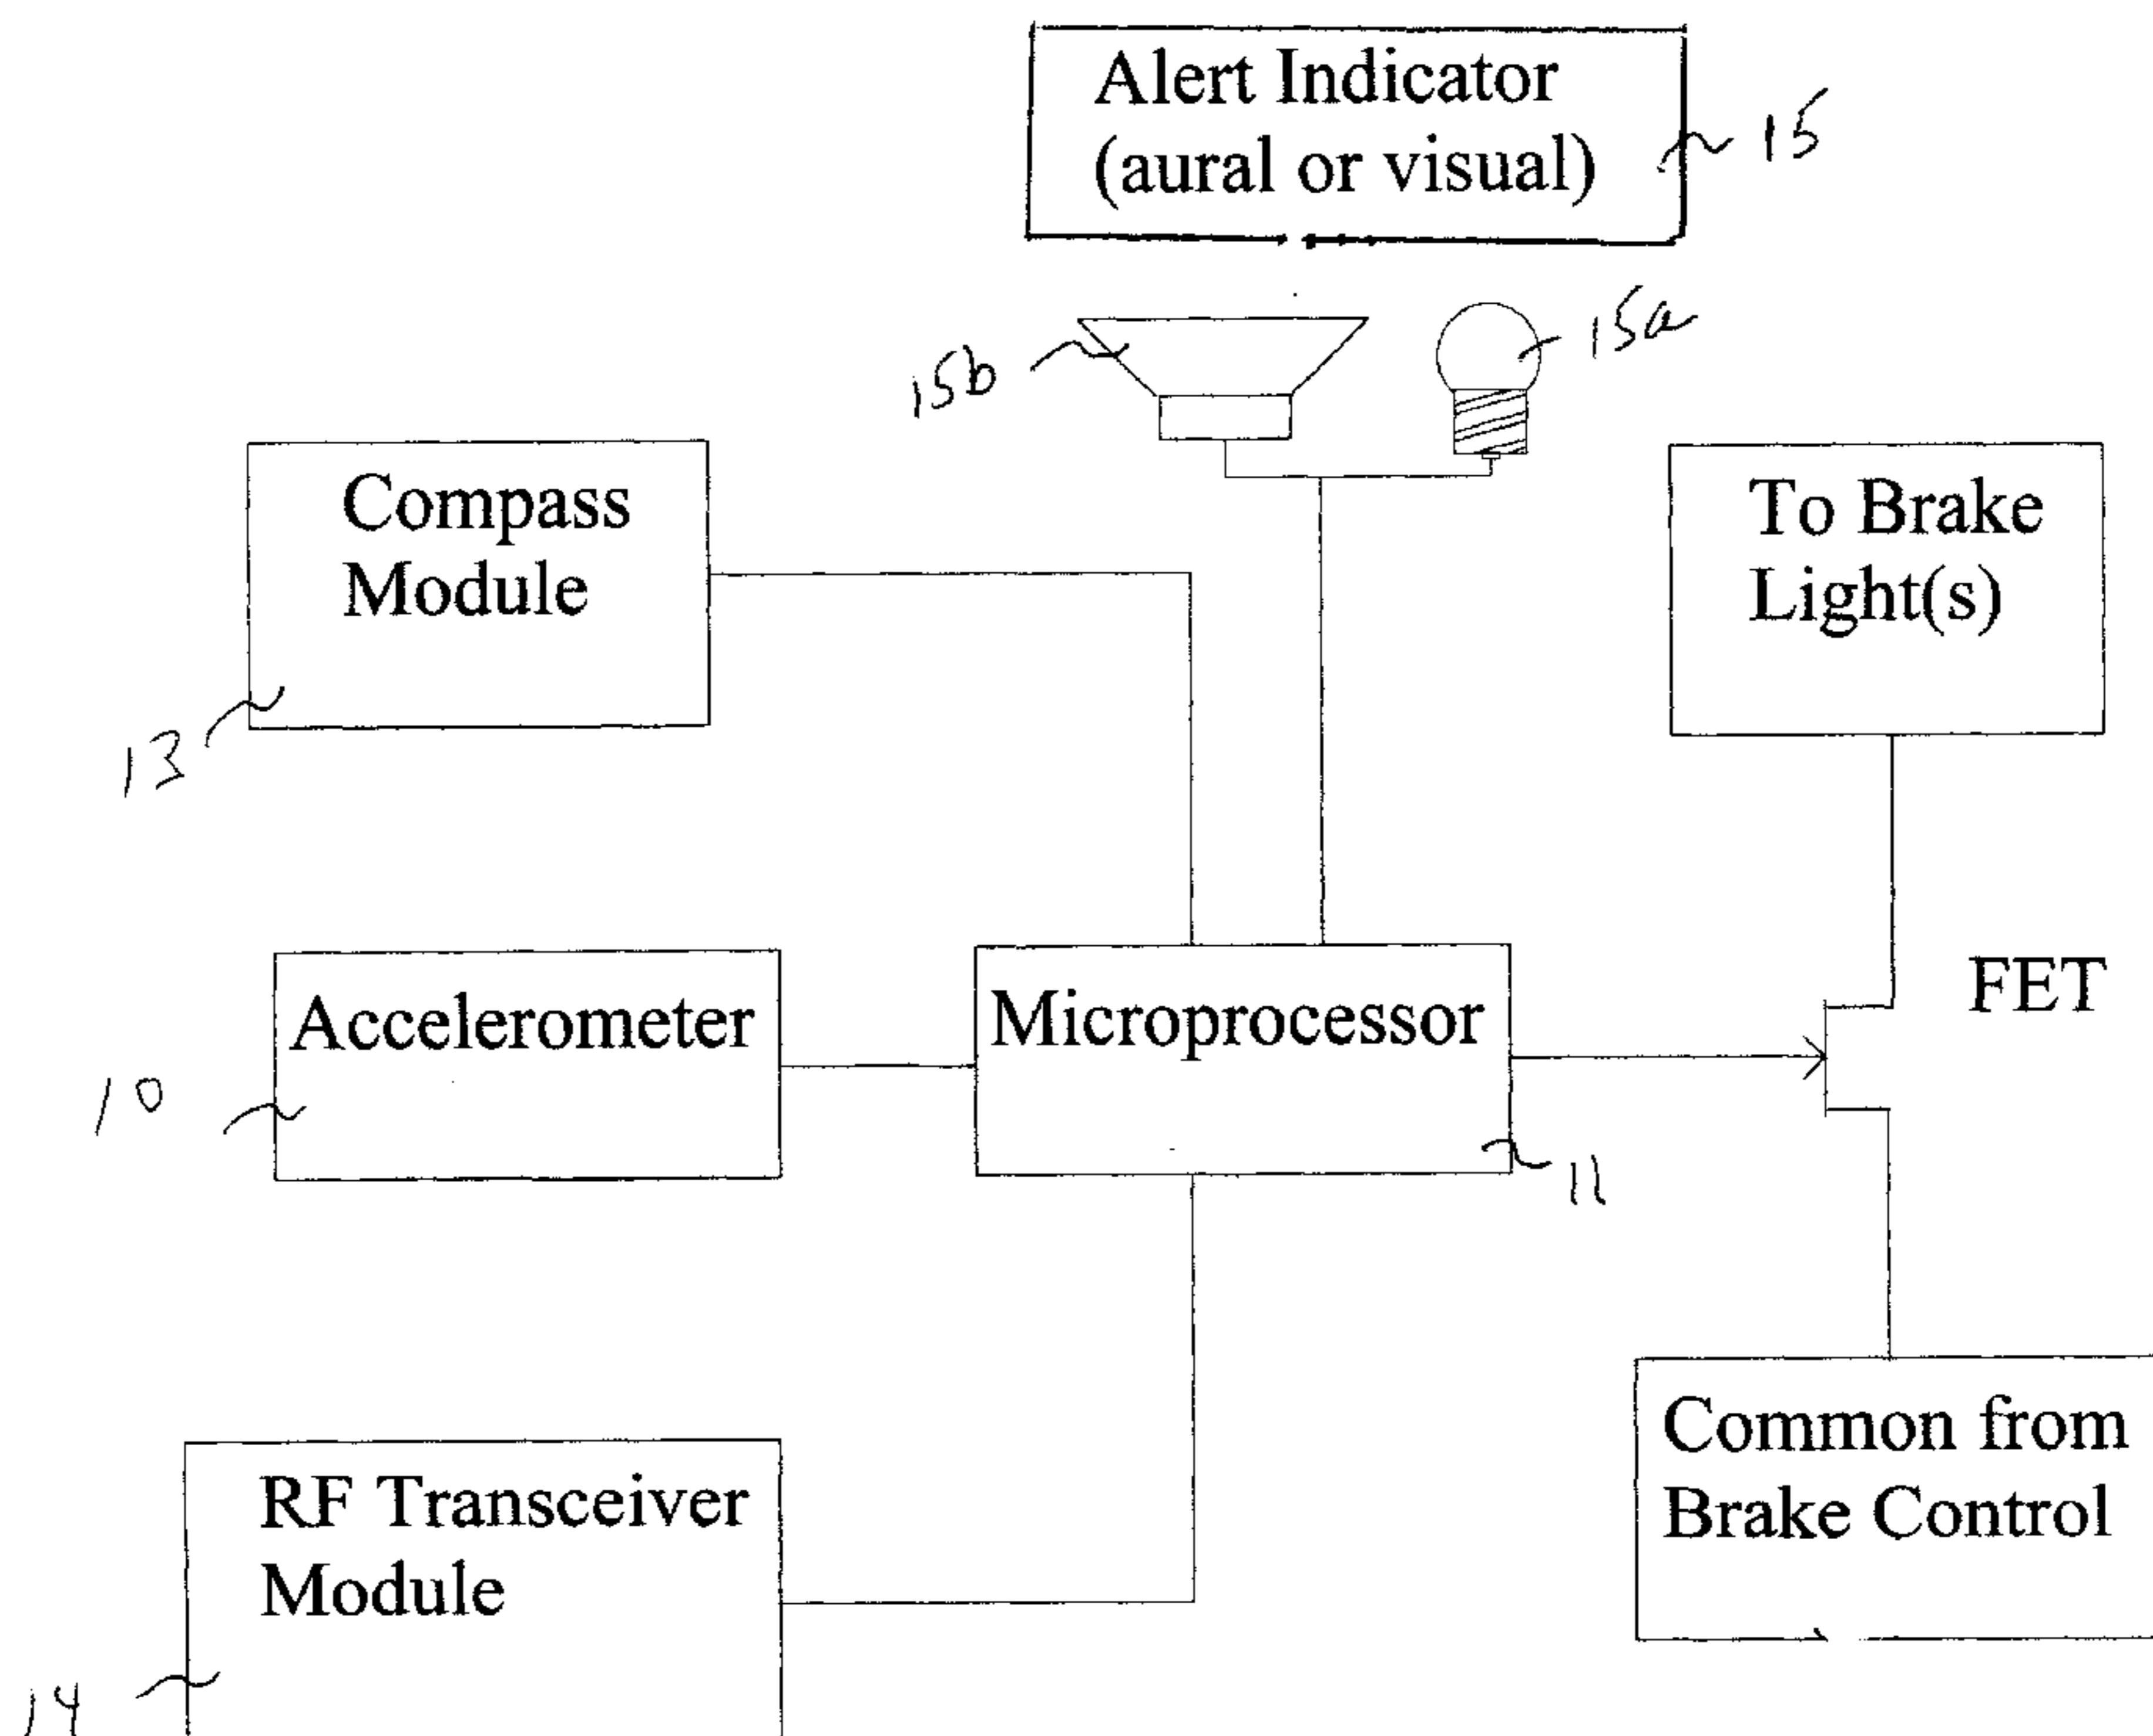 Alert Indicator
(aural or visual)
15
15b
15a
Compass
Module
13
To Brake
Light(s)
Accelerometer
10
Microprocessor
11
FET
RF Transceiver
Module
14
Common from
Brake Control